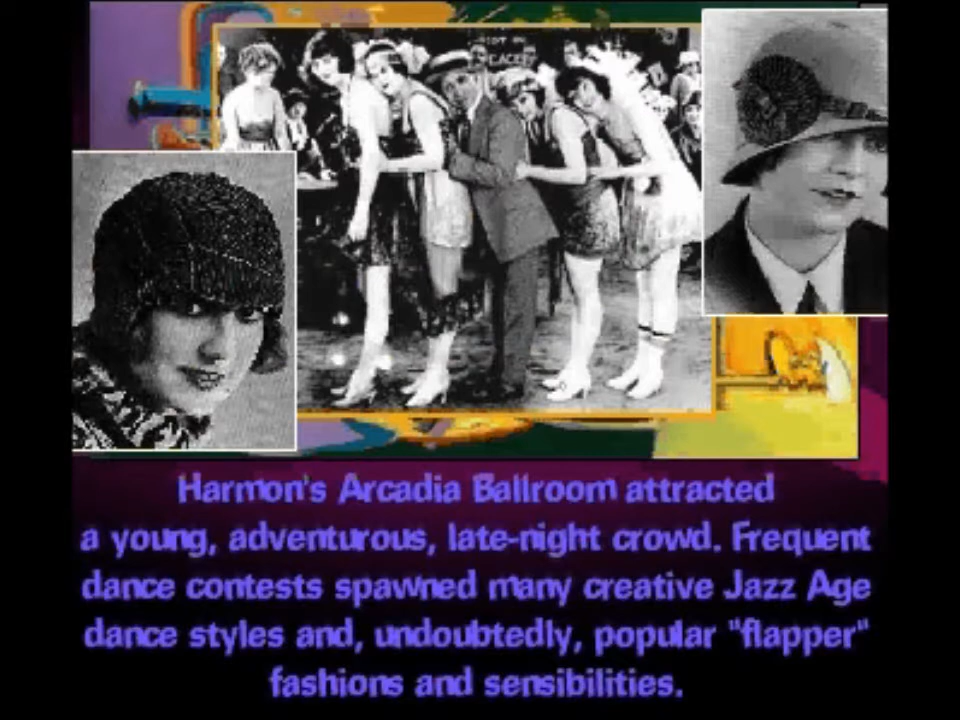 Harmon's Arcadia Ballroom attracted
a young, adventurous, late-night crowd. Frequent
dance contests spawned many creative Jazz Age
dance styles and, undoubtedly, popular "flapper"
fashions and sensibilities.